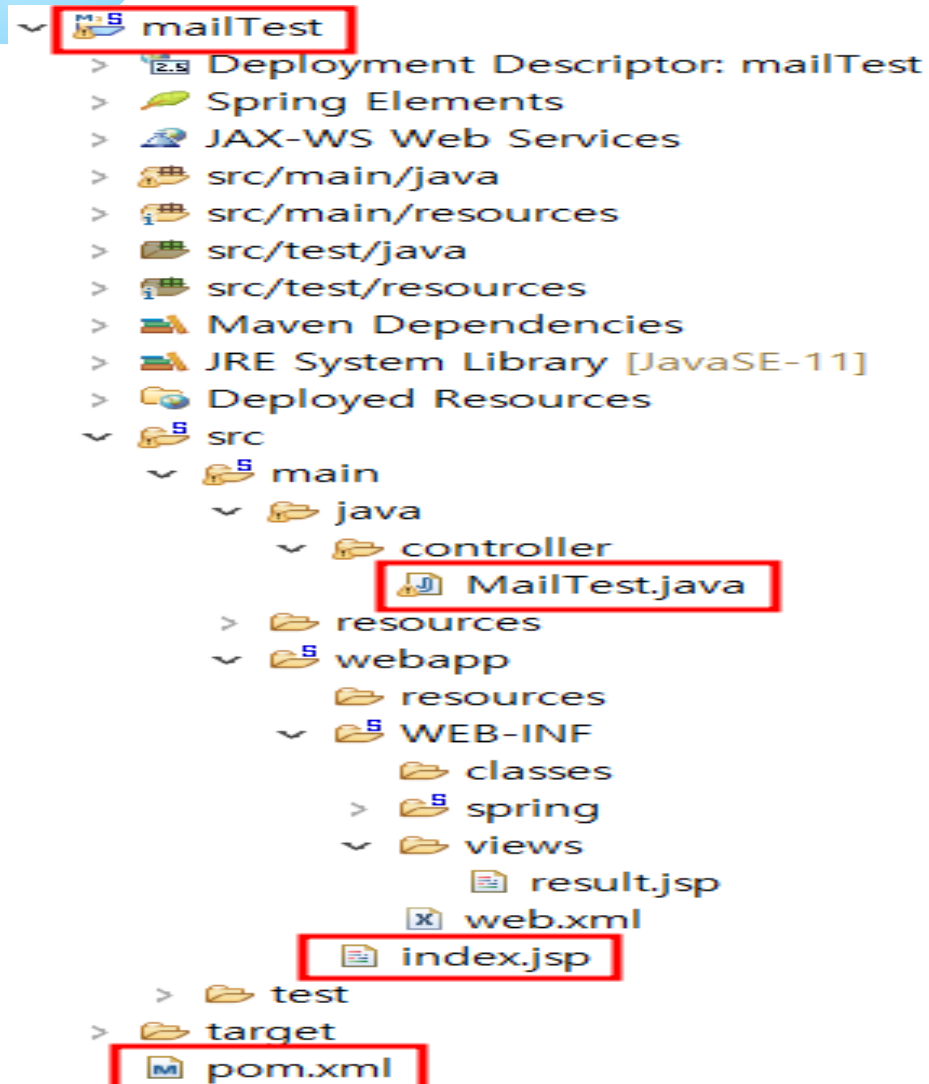 mailTest
Deployment Descriptor: mailTest
Spring Elements
JAX-WS Web Services
src/main/java
src/main/resources
src/test/java
src/test/resources
Maven Dependencies
JRE System Library [JavaSE-11]
Deployed Resources
src
main
java
controller
MailTest.java
resources
webapp
resources
WEB-INF
classes
spring
views
result.jsp
web.xml
index.jsp
test
target
pom.xml